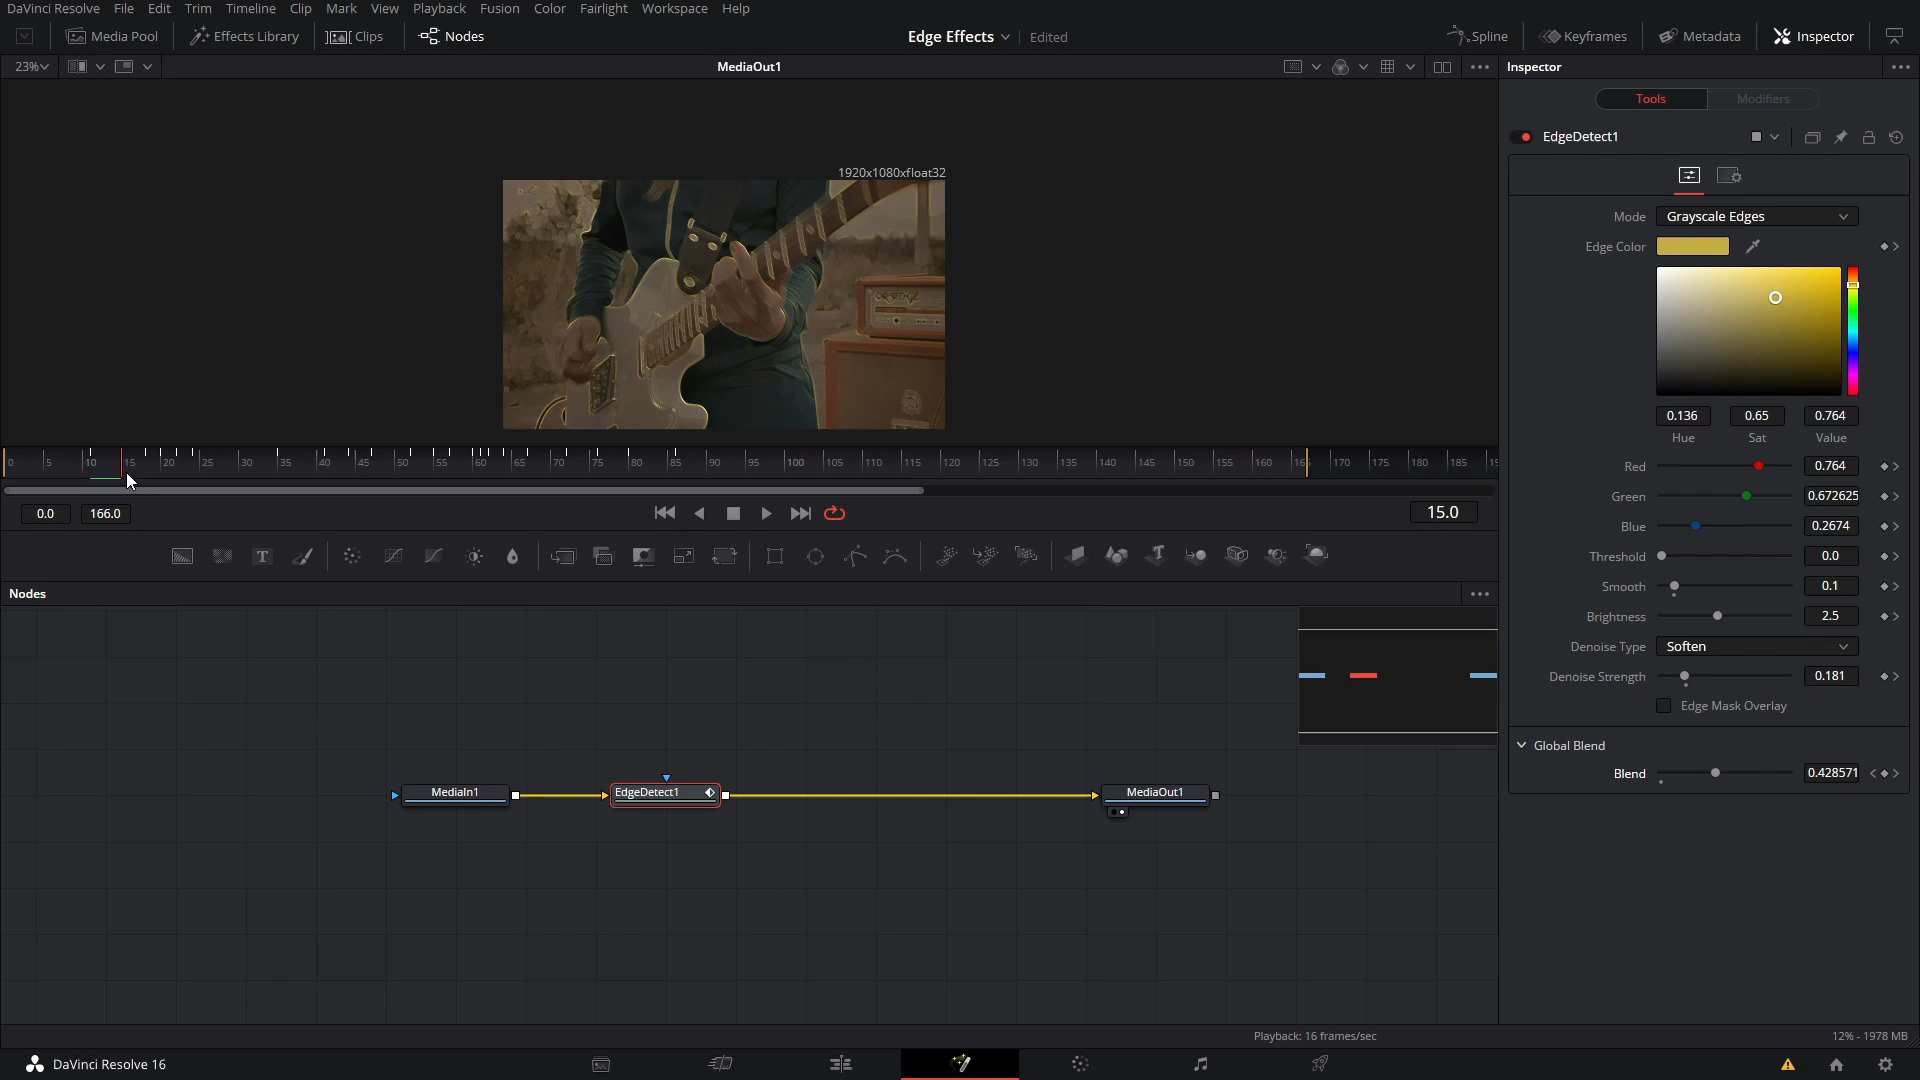 DaVinci Resolve File Edit Trim Timeline Clip Mark View Playback Fusion Color Fairlight Workspace Help
Media Pool Effects Library Clips Nodes Edge Effects Edited Spline Keyframes Metadata Inspector
23% MediaOut1 Inspector
Tools Modifiers
EdgeDetect1
1920x1080xfloat32
Mode Grayscale Edges
Edge Color
0.136 0.65 0.764
Hue Sat Value
Red 0.764
Green 0.672625
Blue 0.2674
Threshold 0.0
Smooth 0.1
Brightness 2.5
Denoise Type Soften
Denoise Strength 0.181
Edge Mask Overlay
Global Blend
Blend 0.428571
0 5 10 15 20 25 30 35 40 45 50 55 60 65 70 75 80 85 90 95 100 105 110 115 120 125 130 135 140 145 150 155 160 16 170 175 180 185 19
0.0 166.0 15.0
Nodes
MediaIn1 EdgeDetect1 MediaOut1
Playback: 16 frames/sec 12% - 1978 MB
DaVinci Resolve 16